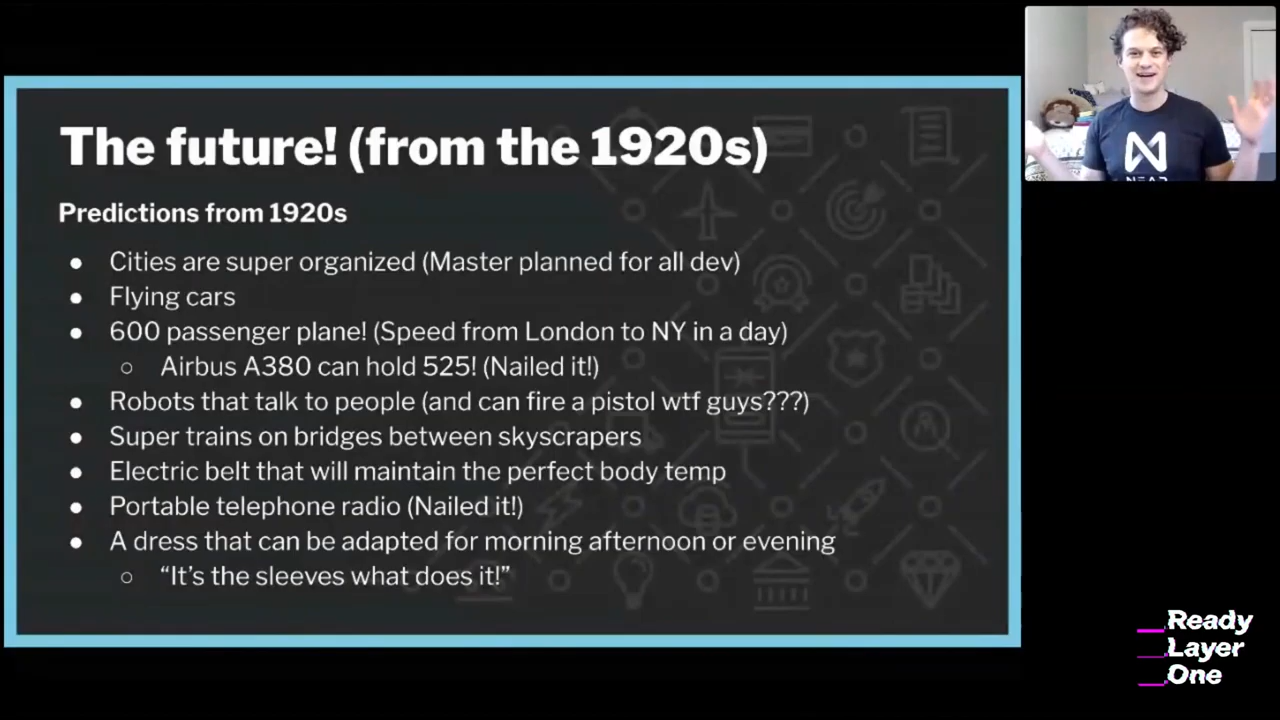 The future! (from the 1920s)
Predictions from 1920s
● Cities are super organized (Master planned for all dev)
● Flying cars
● 600 passenger plane! (Speed from London to NY in a day)
○ Airbus A380 can hold 525! (Nailed it!)
● Robots that talk to people (and can fire a pistol wtf guys???)
● Super trains on bridges between skyscrapers
● Electric belt that will maintain the perfect body temp
● Portable telephone radio (Nailed it!)
● A dress that can be adapted for morning afternoon or evening
○ “It’s the sleeves what does it!”
NEAR
__Ready
__Layer
__One